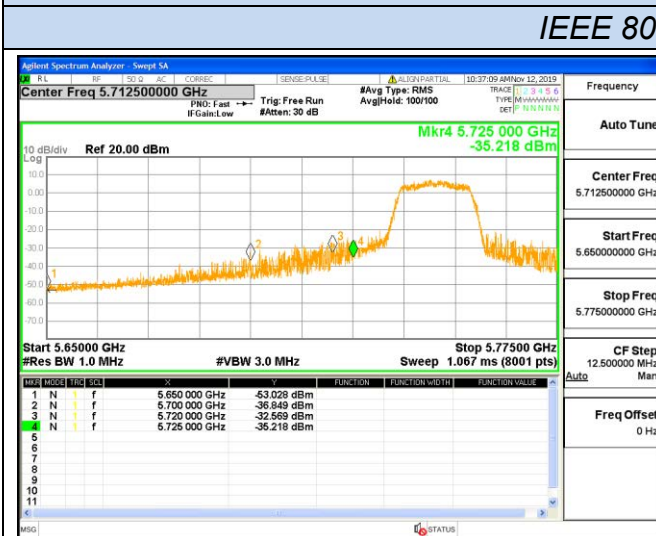 IEEE 80
Agilent Spectrum Analyzer - Swept SA
RL RF 50 Ω AC CORREC SENSE:PULSE ALIGN PARTIAL 10:37:09 AM Nov 12, 2019
Center Freq 5.712500000 GHz
PNO: Fast
IFGain:Low
Trig: Free Run
#Atten: 30 dB
#Avg Type: RMS
Avg|Hold: 100/100
TRACE 1 2 3 4 5 6
TYPE M
DET P N N N N N
Mkr4 5.725 000 GHz
-35.218 dBm
10 dB/div Ref 20.00 dBm
Log
10.0
0.00
-10.0
-20.0
-30.0
-40.0
-50.0
-60.0
-70.0
1
2
3
4
Start 5.65000 GHz Stop 5.77500 GHz
#Res BW 1.0 MHz #VBW 3.0 MHz Sweep 1.067 ms (8001 pts)
MKR MODE TRC SCL X Y FUNCTION FUNCTION WIDTH FUNCTION VALUE
1 N 1 f 5.650 000 GHz -53.028 dBm
2 N 1 f 5.700 000 GHz -36.849 dBm
3 N 1 f 5.720 000 GHz -32.569 dBm
4 N 1 f 5.725 000 GHz -35.218 dBm
5
6
7
8
9
10
11
MSG STATUS
Frequency
Auto Tune
Center Freq
5.712500000 GHz
Start Freq
5.650000000 GHz
Stop Freq
5.775000000 GHz
CF Step
12.500000 MHz
Auto Man
Freq Offset
0 Hz